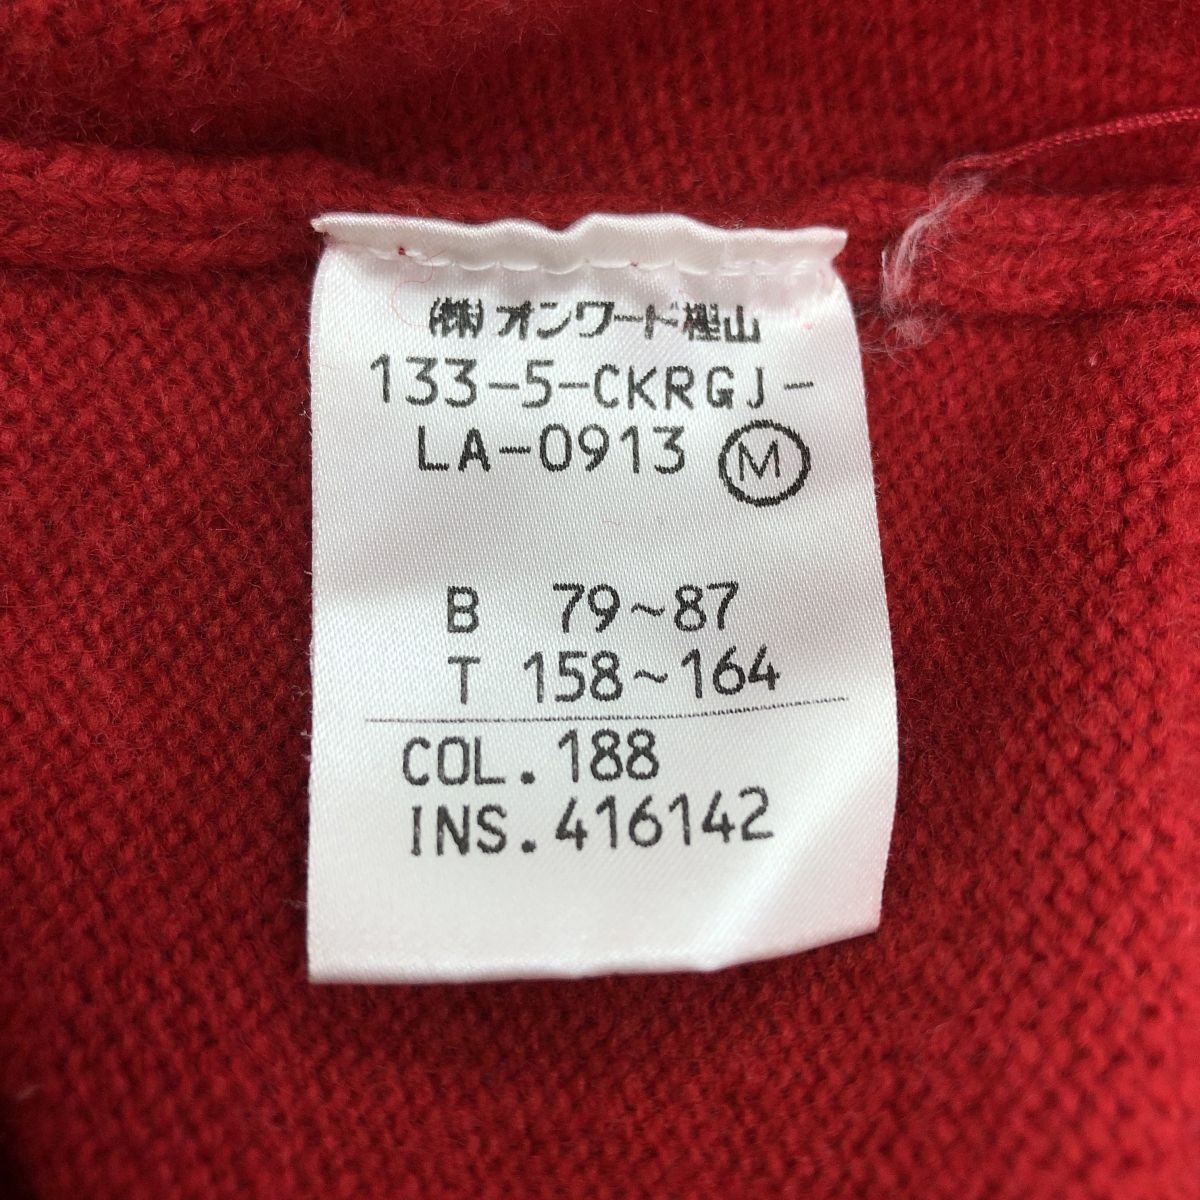 (株)オンワード樫山
133-5-CKRGJ-
LA-0913 M
B 79~87
T 158~164
COL.188
INS.416142